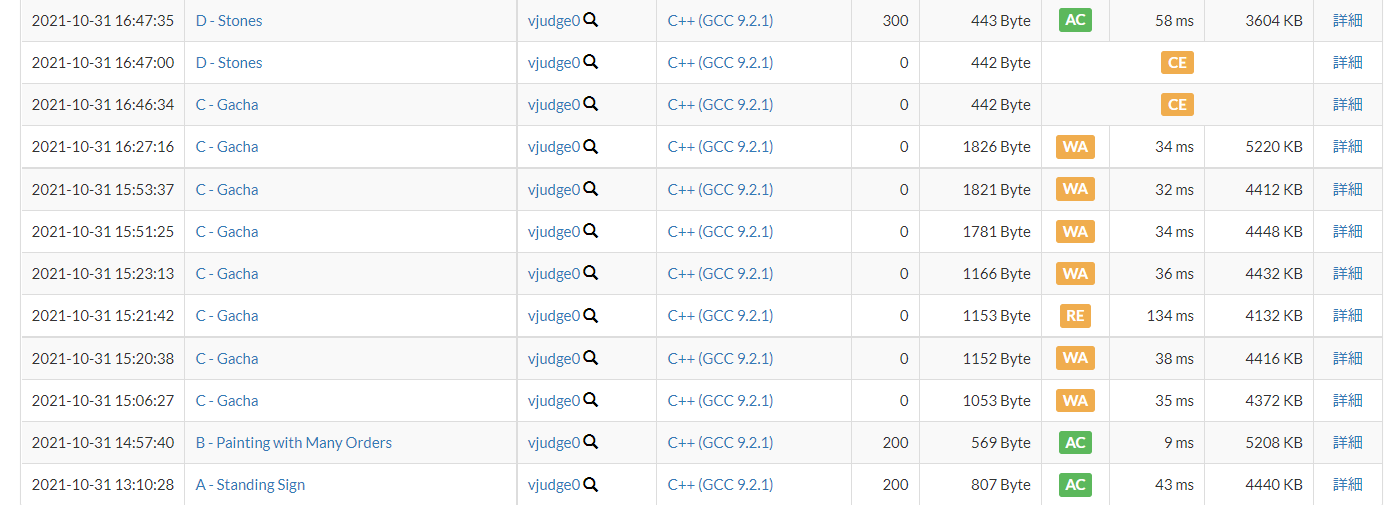 2021-10-31 16:47:35 D - Stones vjudge0 C++ (GCC 9.2.1) 300 443 Byte AC 58 ms 3604 KB 詳細
2021-10-31 16:47:00 D - Stones vjudge0 C++ (GCC 9.2.1) 0 442 Byte CE 詳細
2021-10-31 16:46:34 C - Gacha vjudge0 C++ (GCC 9.2.1) 0 442 Byte CE 詳細
2021-10-31 16:27:16 C - Gacha vjudge0 C++ (GCC 9.2.1) 0 1826 Byte WA 34 ms 5220 KB 詳細
2021-10-31 15:53:37 C - Gacha vjudge0 C++ (GCC 9.2.1) 0 1821 Byte WA 32 ms 4412 KB 詳細
2021-10-31 15:51:25 C - Gacha vjudge0 C++ (GCC 9.2.1) 0 1781 Byte WA 34 ms 4448 KB 詳細
2021-10-31 15:23:13 C - Gacha vjudge0 C++ (GCC 9.2.1) 0 1166 Byte WA 36 ms 4432 KB 詳細
2021-10-31 15:21:42 C - Gacha vjudge0 C++ (GCC 9.2.1) 0 1153 Byte RE 134 ms 4132 KB 詳細
2021-10-31 15:20:38 C - Gacha vjudge0 C++ (GCC 9.2.1) 0 1152 Byte WA 38 ms 4416 KB 詳細
2021-10-31 15:06:27 C - Gacha vjudge0 C++ (GCC 9.2.1) 0 1053 Byte WA 35 ms 4372 KB 詳細
2021-10-31 14:57:40 B - Painting with Many Orders vjudge0 C++ (GCC 9.2.1) 200 569 Byte AC 9 ms 5208 KB 詳細
2021-10-31 13:10:28 A - Standing Sign vjudge0 C++ (GCC 9.2.1) 200 807 Byte AC 43 ms 4440 KB 詳細